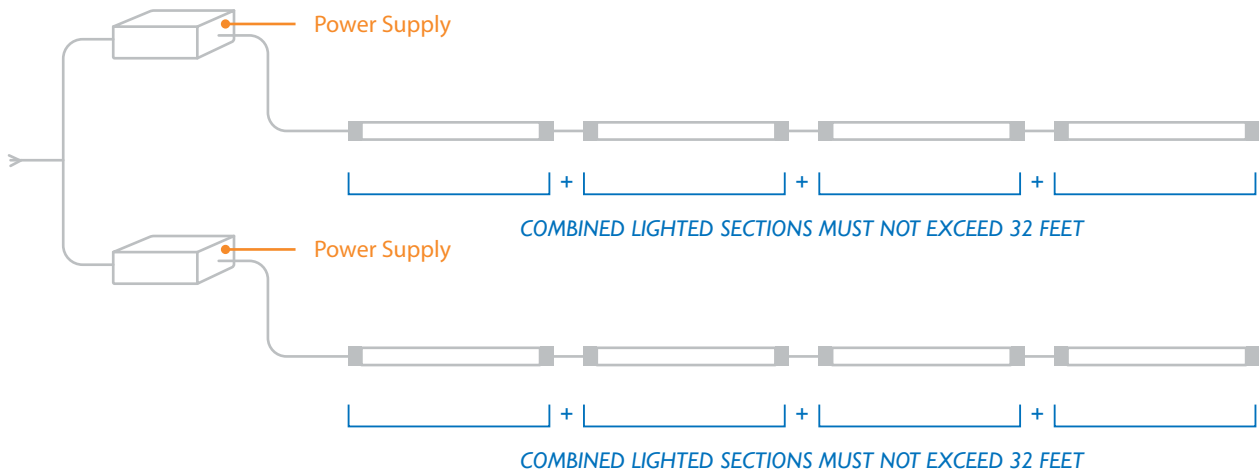 Power Supply
+ + +
COMBINED LIGHTED SECTIONS MUST NOT EXCEED 32 FEET
Power Supply
+ + +
COMBINED LIGHTED SECTIONS MUST NOT EXCEED 32 FEET